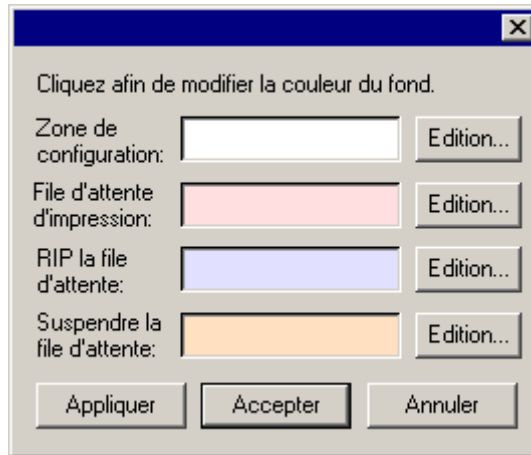 Cliquez afin de modifier la couleur du fond.
Zone de
configuration:
Edition...
File d'attente
d'impression:
Edition...
RIP la file
d'attente:
Edition...
Suspendre la
file d'attente:
Edition...
Appliquer Accepter Annuler